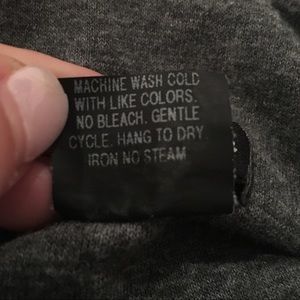 MACHINE WASH COLD
WITH LIKE COLORS.
NO BLEACH. GENTLE
CYCLE. HANG TO DRY.
IRON NO STEAM